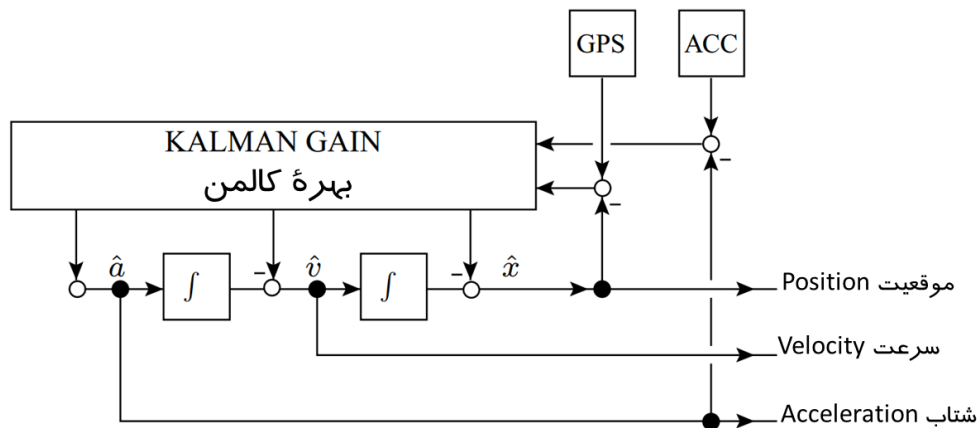 GPS
ACC
KALMAN GAIN
بهرهٔ کالمن
–
–
â
∫
–
v̂
∫
–
x̂
Position موقعیت
Velocity سرعت
Acceleration شتاب